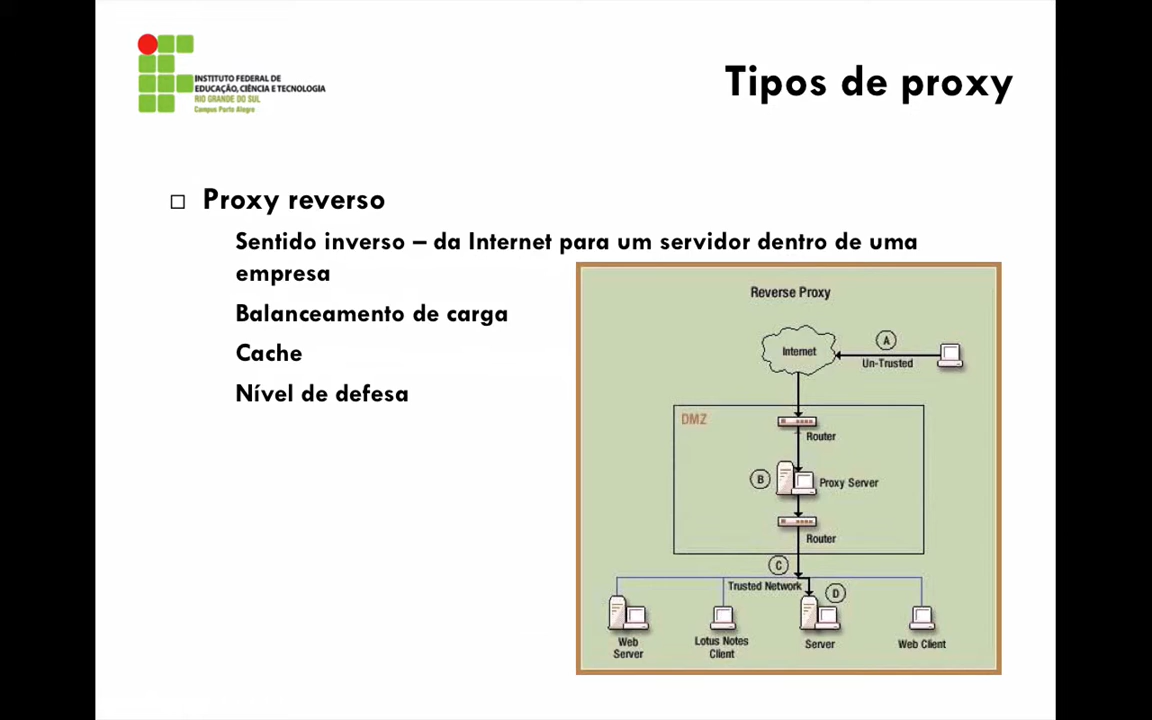 INSTITUTO FEDERAL DE
EDUCAÇÃO, CIÊNCIA E TECNOLOGIA
RIO GRANDE DO SUL
Campus Porto Alegre
Tipos de proxy
Proxy reverso
Sentido inverso – da Internet para um servidor dentro de uma
empresa
Balanceamento de carga
Cache
Nível de defesa
Reverse Proxy
Internet
A
Un-Trusted
DMZ
Router
B
Proxy Server
Router
C
Trusted Network
D
Web
Server
Lotus Notes
Client
Server
Web Client